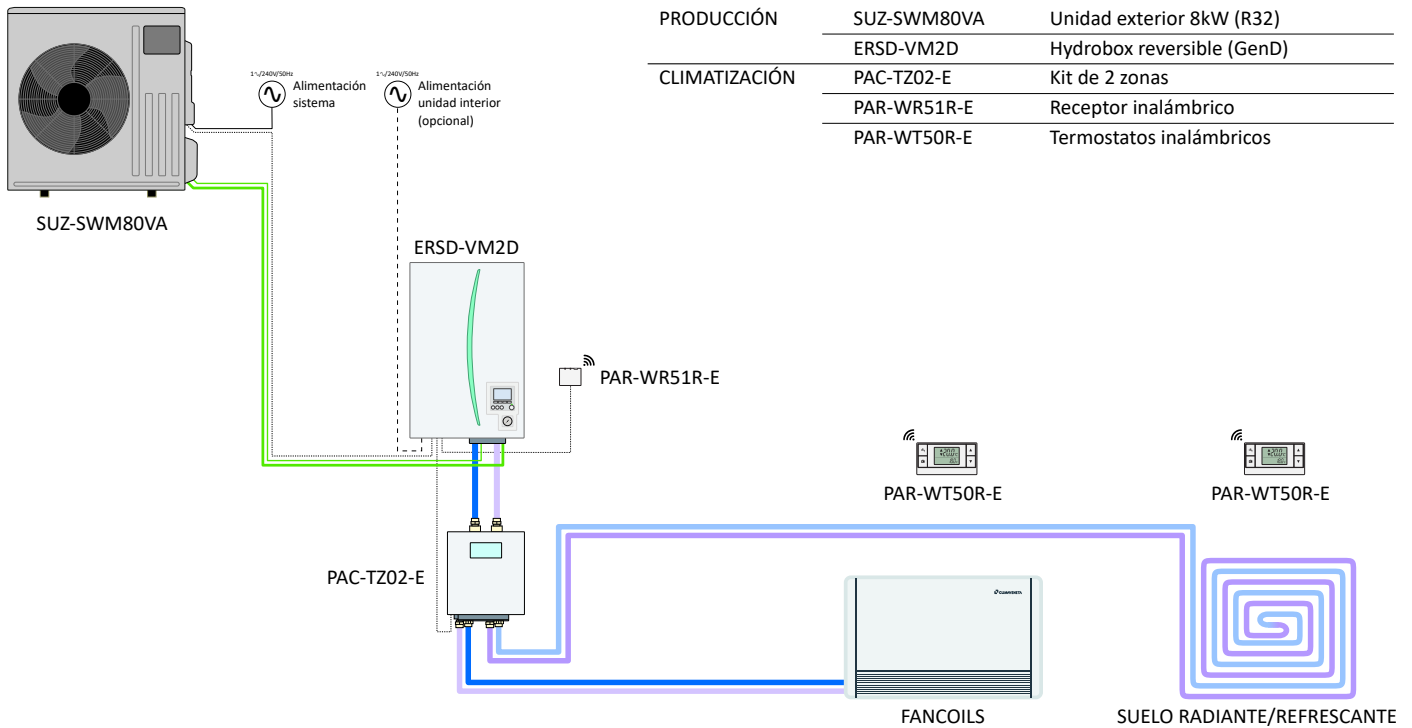 PRODUCCIÓN SUZ-SWM80VA Unidad exterior 8kW (R32)
ERSD-VM2D Hydrobox reversible (GenD)
CLIMATIZACIÓN PAC-TZ02-E Kit de 2 zonas
PAR-WR51R-E Receptor inalámbrico
PAR-WT50R-E Termostatos inalámbricos
1∿/240V/50Hz
Alimentación
sistema
1∿/240V/50Hz
Alimentación
unidad interior
(opcional)
SUZ-SWM80VA
ERSD-VM2D
PAR-WR51R-E
PAR-WT50R-E
PAR-WT50R-E
PAC-TZ02-E
CLIMAVENETA
FANCOILS
SUELO RADIANTE/REFRESCANTE